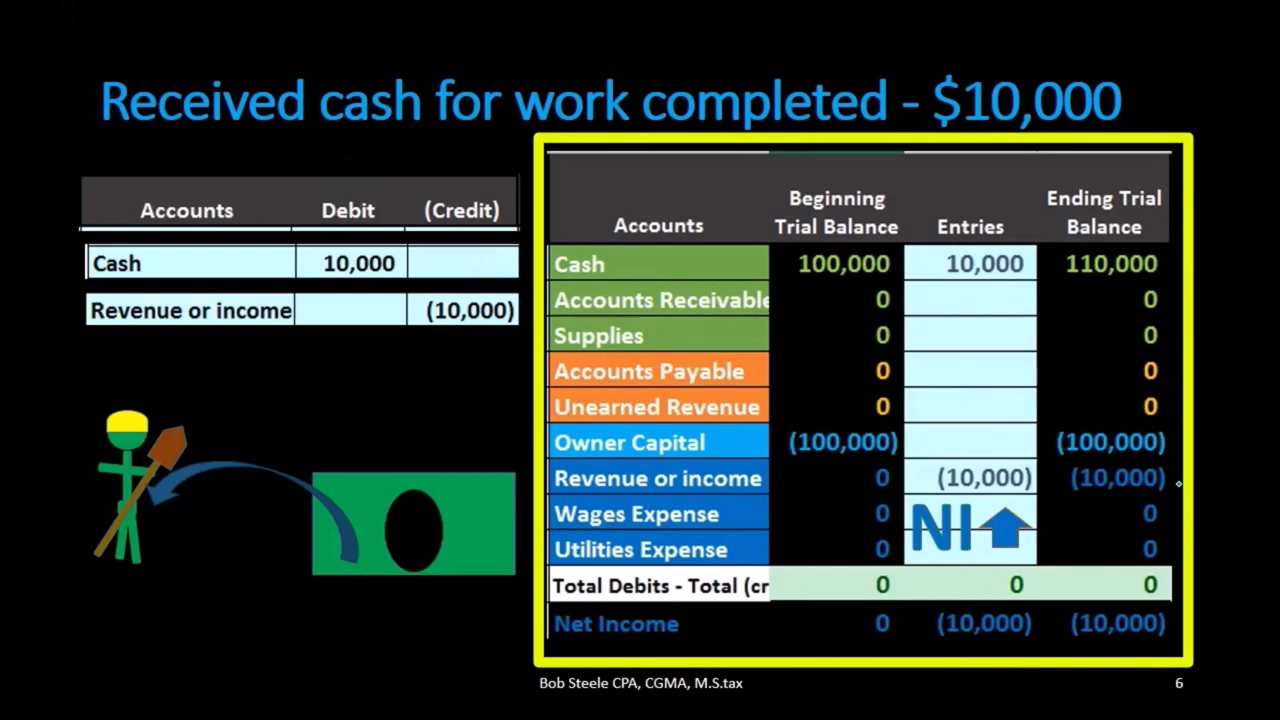 Received cash for work completed - $10,000
Accounts Debit (Credit)
Cash 10,000
Revenue or income (10,000)
Beginning Ending Trial
Accounts Trial Balance Entries Balance
Cash 100,000 10,000 110,000
Accounts Receivable 0 0
Supplies 0 0
Accounts Payable 0 0
Unearned Revenue 0 0
Owner Capital (100,000) (100,000)
Revenue or income 0 (10,000) (10,000)
Wages Expense 0 0
NI
Utilities Expense 0 0
Total Debits - Total (cr 0 0 0
Net Income 0 (10,000) (10,000)
Bob Steele CPA, CGMA, M.S.tax
6